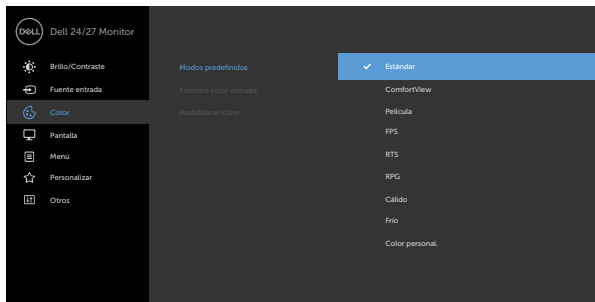 DELL Dell 24/27 Monitor
Brillo/Contraste
Fuente entrada
Color
Pantalla
Menú
Personalizar
Otros
Modos predefinidos
Formato color entrada
Restablecer color
Estándar
ComfortView
Película
FPS
RTS
RPG
Cálido
Frío
Color personal.